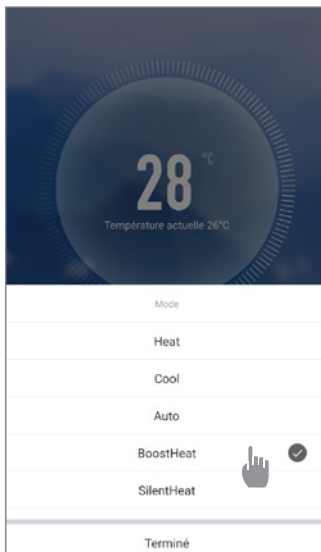 28 °C
Température actuelle 26°C
Mode
Heat
Cool
Auto
BoostHeat
SilentHeat
Terminé